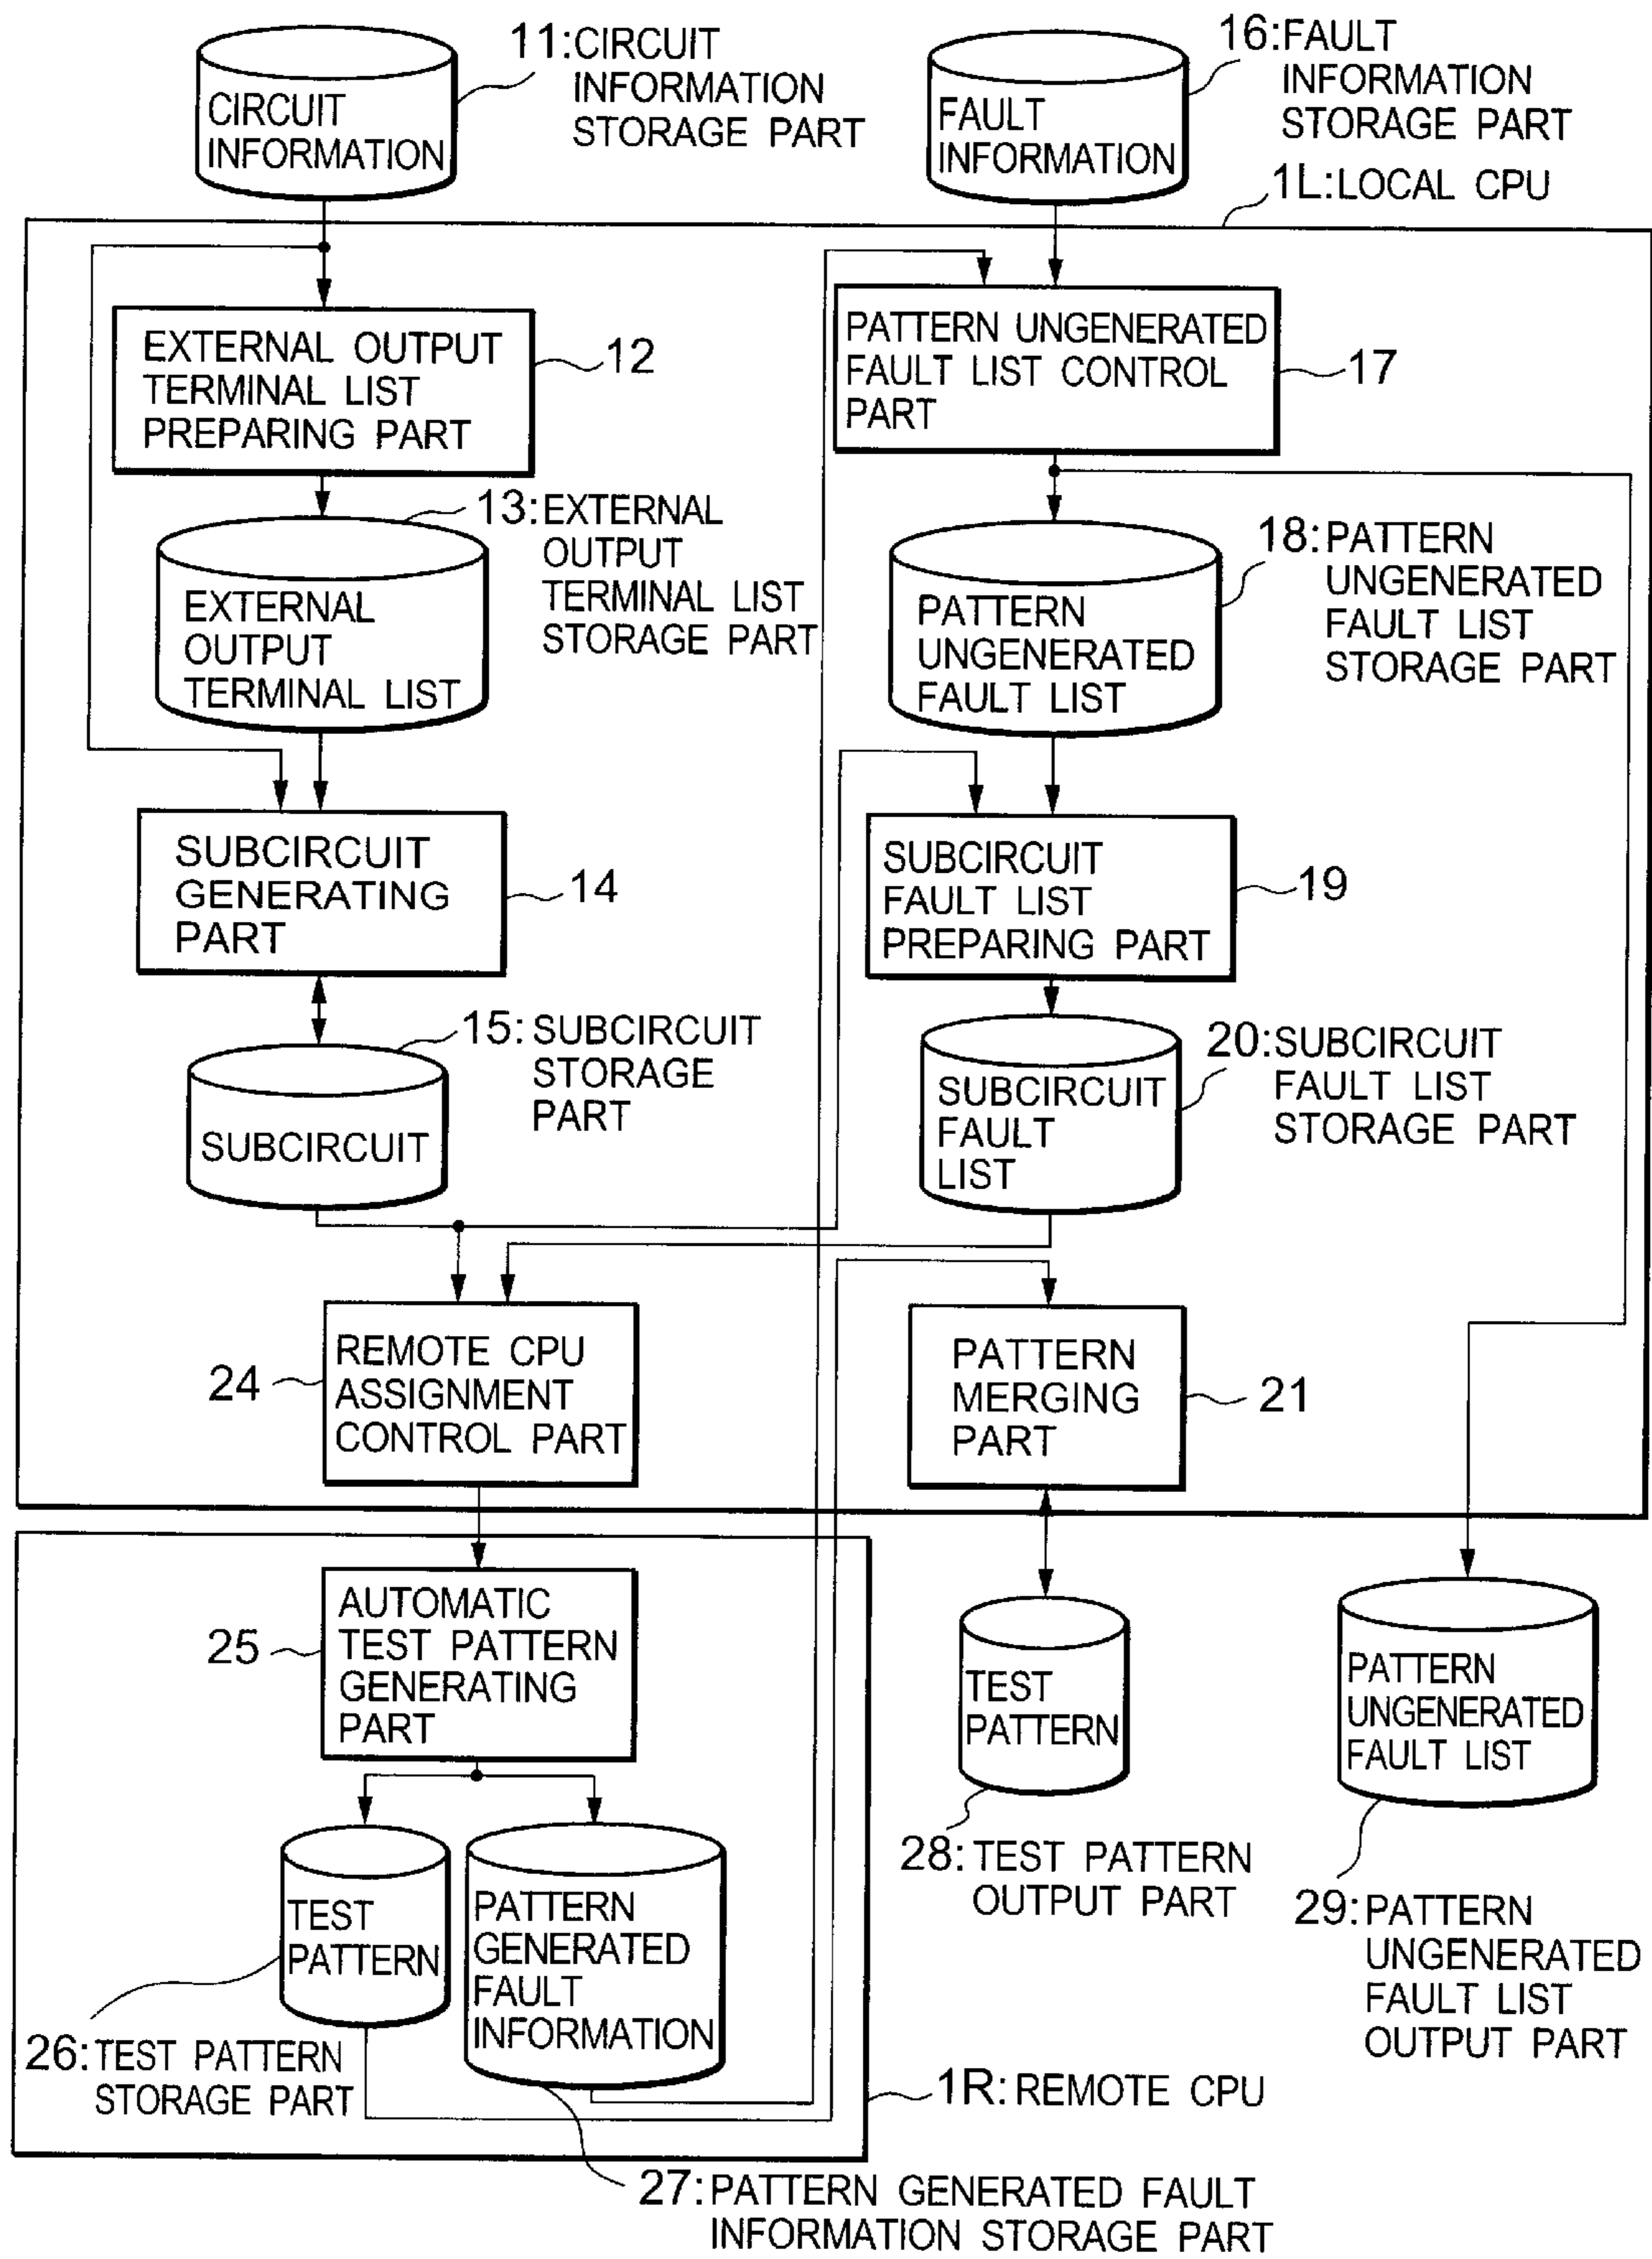 11:CIRCUIT
INFORMATION
STORAGE PART
CIRCUIT
INFORMATION
16:FAULT
INFORMATION
STORAGE PART
FAULT
INFORMATION
1L:LOCAL CPU
EXTERNAL OUTPUT
TERMINAL LIST
PREPARING PART
12
PATTERN UNGENERATED
FAULT LIST CONTROL
PART
17
13:EXTERNAL
OUTPUT
TERMINAL LIST
STORAGE PART
EXTERNAL
OUTPUT
TERMINAL LIST
18:PATTERN
UNGENERATED
FAULT LIST
STORAGE PART
PATTERN
UNGENERATED
FAULT LIST
SUBCIRCUIT
GENERATING
PART
14
SUBCIRCUIT
FAULT LIST
PREPARING PART
19
15:SUBCIRCUIT
STORAGE
PART
SUBCIRCUIT
20:SUBCIRCUIT
FAULT LIST
STORAGE PART
SUBCIRCUIT
FAULT
LIST
24
REMOTE CPU
ASSIGNMENT
CONTROL PART
PATTERN
MERGING
PART
21
25
AUTOMATIC
TEST PATTERN
GENERATING
PART
TEST
PATTERN
PATTERN
UNGENERATED
FAULT LIST
28:TEST PATTERN
OUTPUT PART
29:PATTERN
UNGENERATED
FAULT LIST
OUTPUT PART
TEST
PATTERN
PATTERN
GENERATED
FAULT
INFORMATION
26:TEST PATTERN
STORAGE PART
1R:REMOTE CPU
27:PATTERN GENERATED FAULT
INFORMATION STORAGE PART